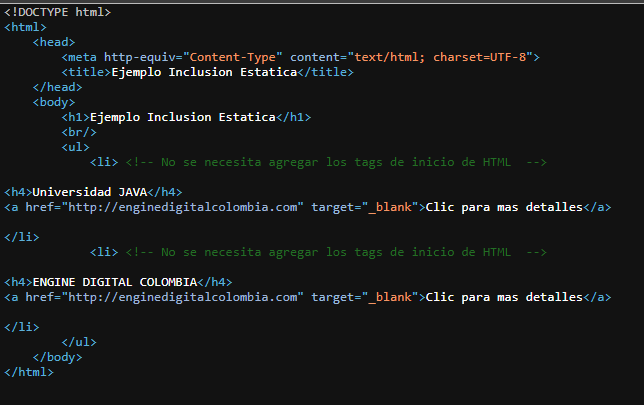 <!DOCTYPE html>
<html>
    <head>
        <meta http-equiv="Content-Type" content="text/html; charset=UTF-8">
        <title>Ejemplo Inclusion Estatica</title>
    </head>
    <body>
        <h1>Ejemplo Inclusion Estatica</h1>
        <br/>
        <ul>
            <li> <!-- No se necesita agregar los tags de inicio de HTML  -->
<h4>Universidad JAVA</h4>
<a href="http://enginedigitalcolombia.com" target="_blank">Clic para mas detalles</a>
</li>
            <li> <!-- No se necesita agregar los tags de inicio de HTML  -->
<h4>ENGINE DIGITAL COLOMBIA</h4>
<a href="http://enginedigitalcolombia.com" target="_blank">Clic para mas detalles</a>
</li>
        </ul>
    </body>
</html>